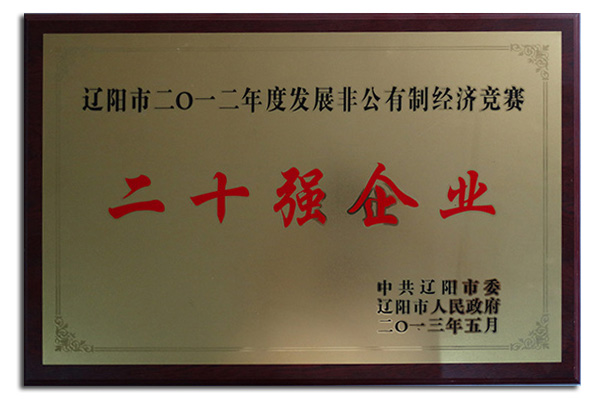 辽阳市二〇一二年度发展非公有制经济竞赛
二十强企业
中共辽阳市委
辽阳市人民政府
二〇一三年五月